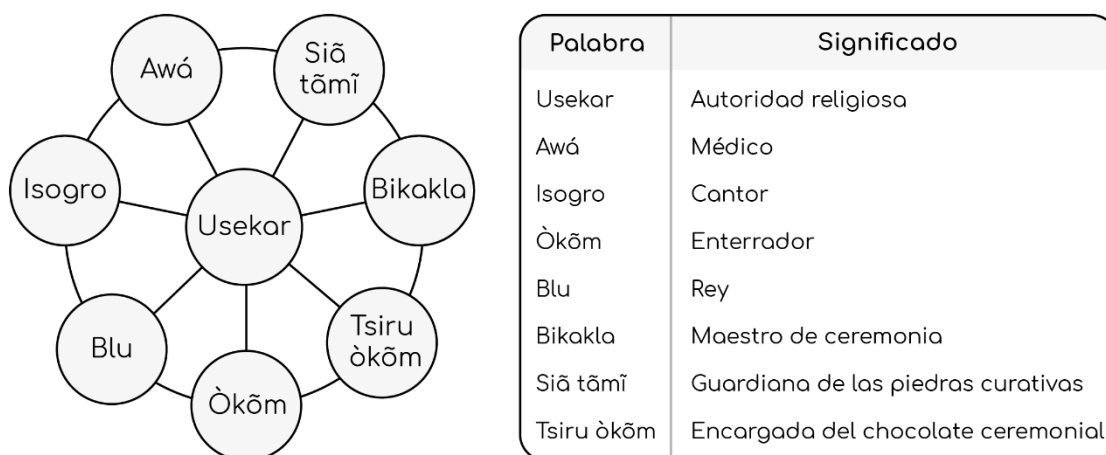 Awá
Siã
tãmĩ
Isogro
Usekar
Bikakla
Blu
Òkõm
Tsiru
òkõm
Palabra Significado
Usekar Autoridad religiosa
Awá Médico
Isogro Cantor
Òkõm Enterrador
Blu Rey
Bikakla Maestro de ceremonia
Siã tãmĩ Guardiana de las piedras curativas
Tsiru òkõm Encargada del chocolate ceremonial